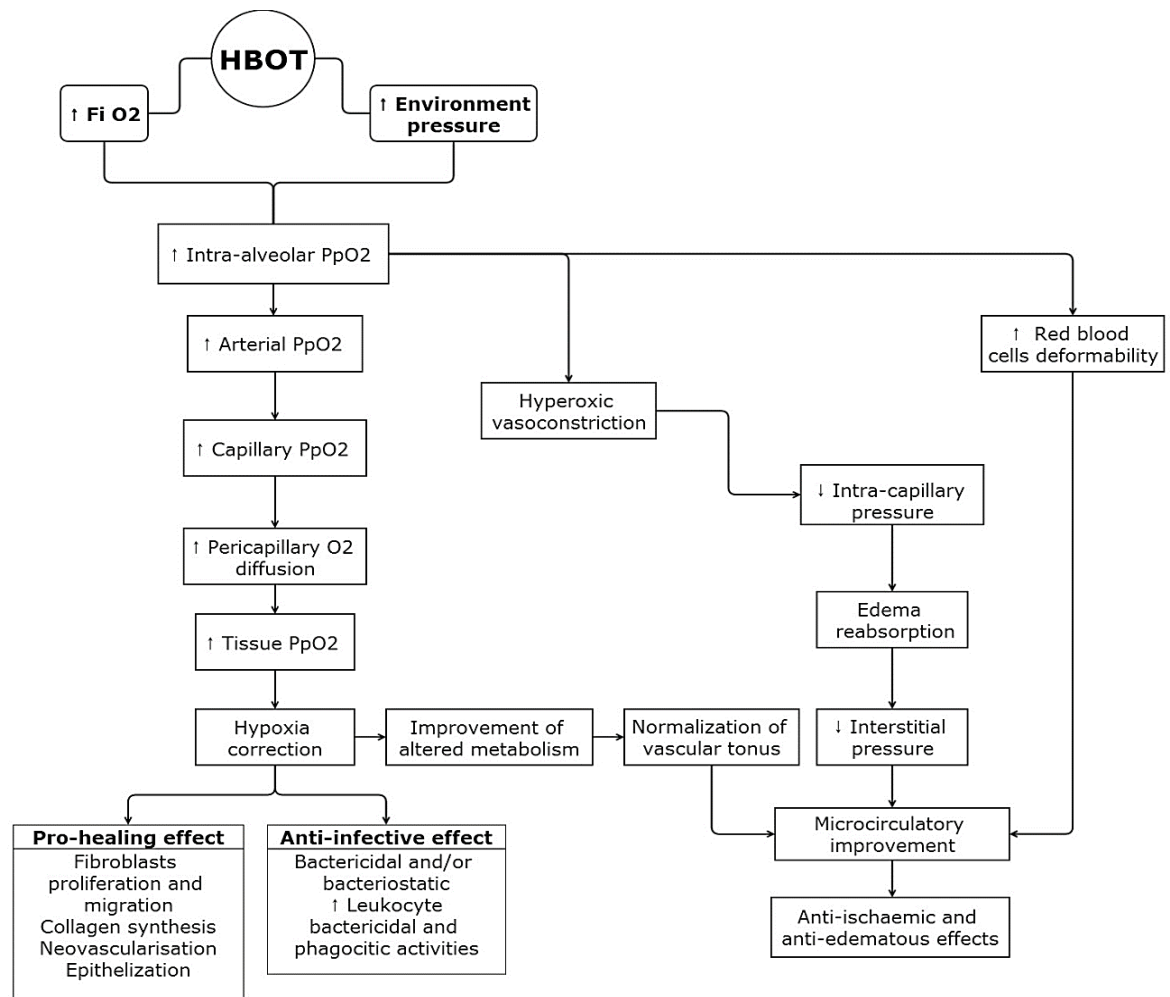 HBOT
↑ Fi O2
↑ Environment
pressure
↑ Intra-alveolar PpO2
↑ Arterial PpO2
↑ Red blood
cells deformability
Hyperoxic
vasoconstriction
↑ Capillary PpO2
↓ Intra-capillary
pressure
↑ Pericapillary O2
diffusion
Edema
reabsorption
↑ Tissue PpO2
Hypoxia
correction
Improvement of
altered metabolism
Normalization of
vascular tonus
↓ Interstitial
pressure
Pro-healing effect
Fibroblasts
proliferation and
migration
Collagen synthesis
Neovascularisation
Epithelization
Anti-infective effect
Bactericidal and/or
bacteriostatic
↑ Leukocyte
bactericidal and
phagocitic activities
Microcirculatory
improvement
Anti-ischaemic and
anti-edematous effects